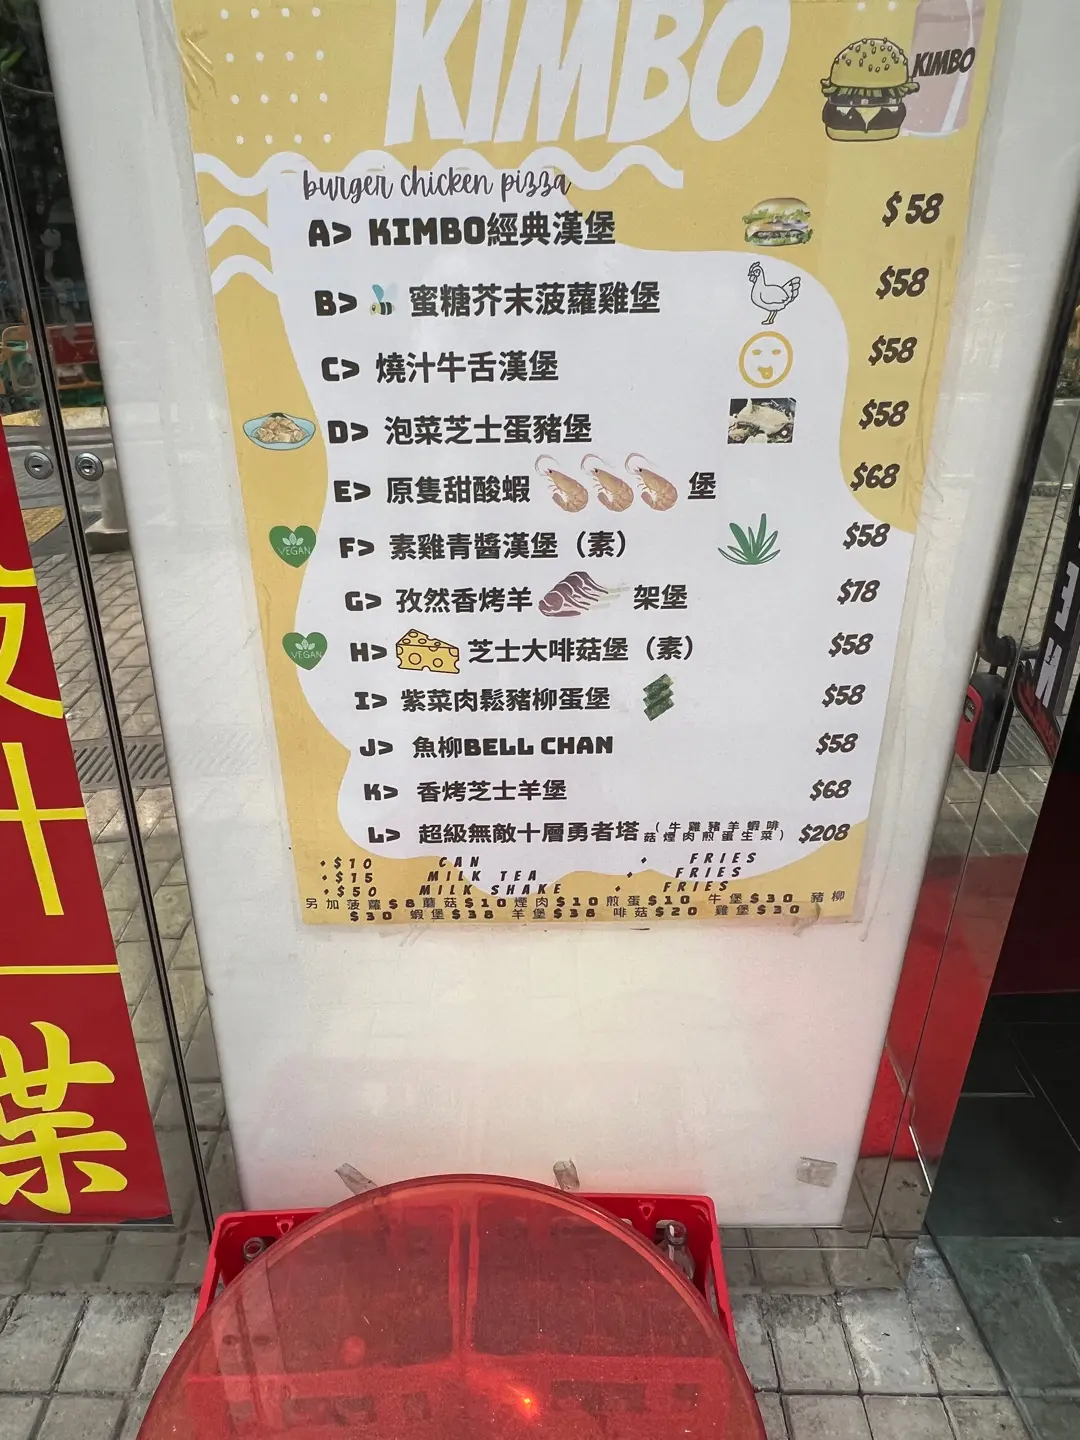 KIMBO
KIMBO
burger chicken pizza
A> KIMBO經典漢堡 $58
B> 蜜糖芥末菠蘿雞堡 $58
C> 燒汁牛舌漢堡 $58
D> 泡菜芝士蛋豬堡 $58
E> 原隻甜酸蝦 堡 $68
VEGAN F> 素雞青醬漢堡（素） $58
G> 孜然香烤羊 架堡 $78
VEGAN H> 芝士大啡菇堡（素） $58
I> 紫菜肉鬆豬柳蛋堡 $58
J> 魚柳BELL CHAN $58
K> 香烤芝士羊堡 $68
L> 超級無敵十層勇者塔（牛雞豬羊蝦啡菇煙肉煎蛋生菜） $208
•$10 CAN • FRIES
•$15 MILK TEA • FRIES
•$50 MILK SHAKE • FRIES
另加菠蘿$8蘑菇$10煙肉$10煎蛋$10 牛堡$30 豬柳
$30 蝦堡$38 羊堡$38 啡菇$20 雞堡$30
十